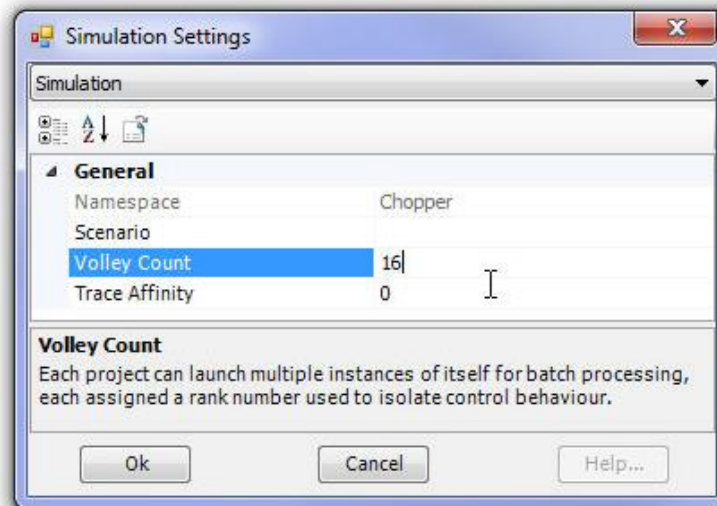 Simulation Settings
Simulation
General
Namespace Chopper
Scenario
Volley Count 16
Trace Affinity 0
Volley Count
Each project can launch multiple instances of itself for batch processing,
each assigned a rank number used to isolate control behaviour.
Ok Cancel Help...